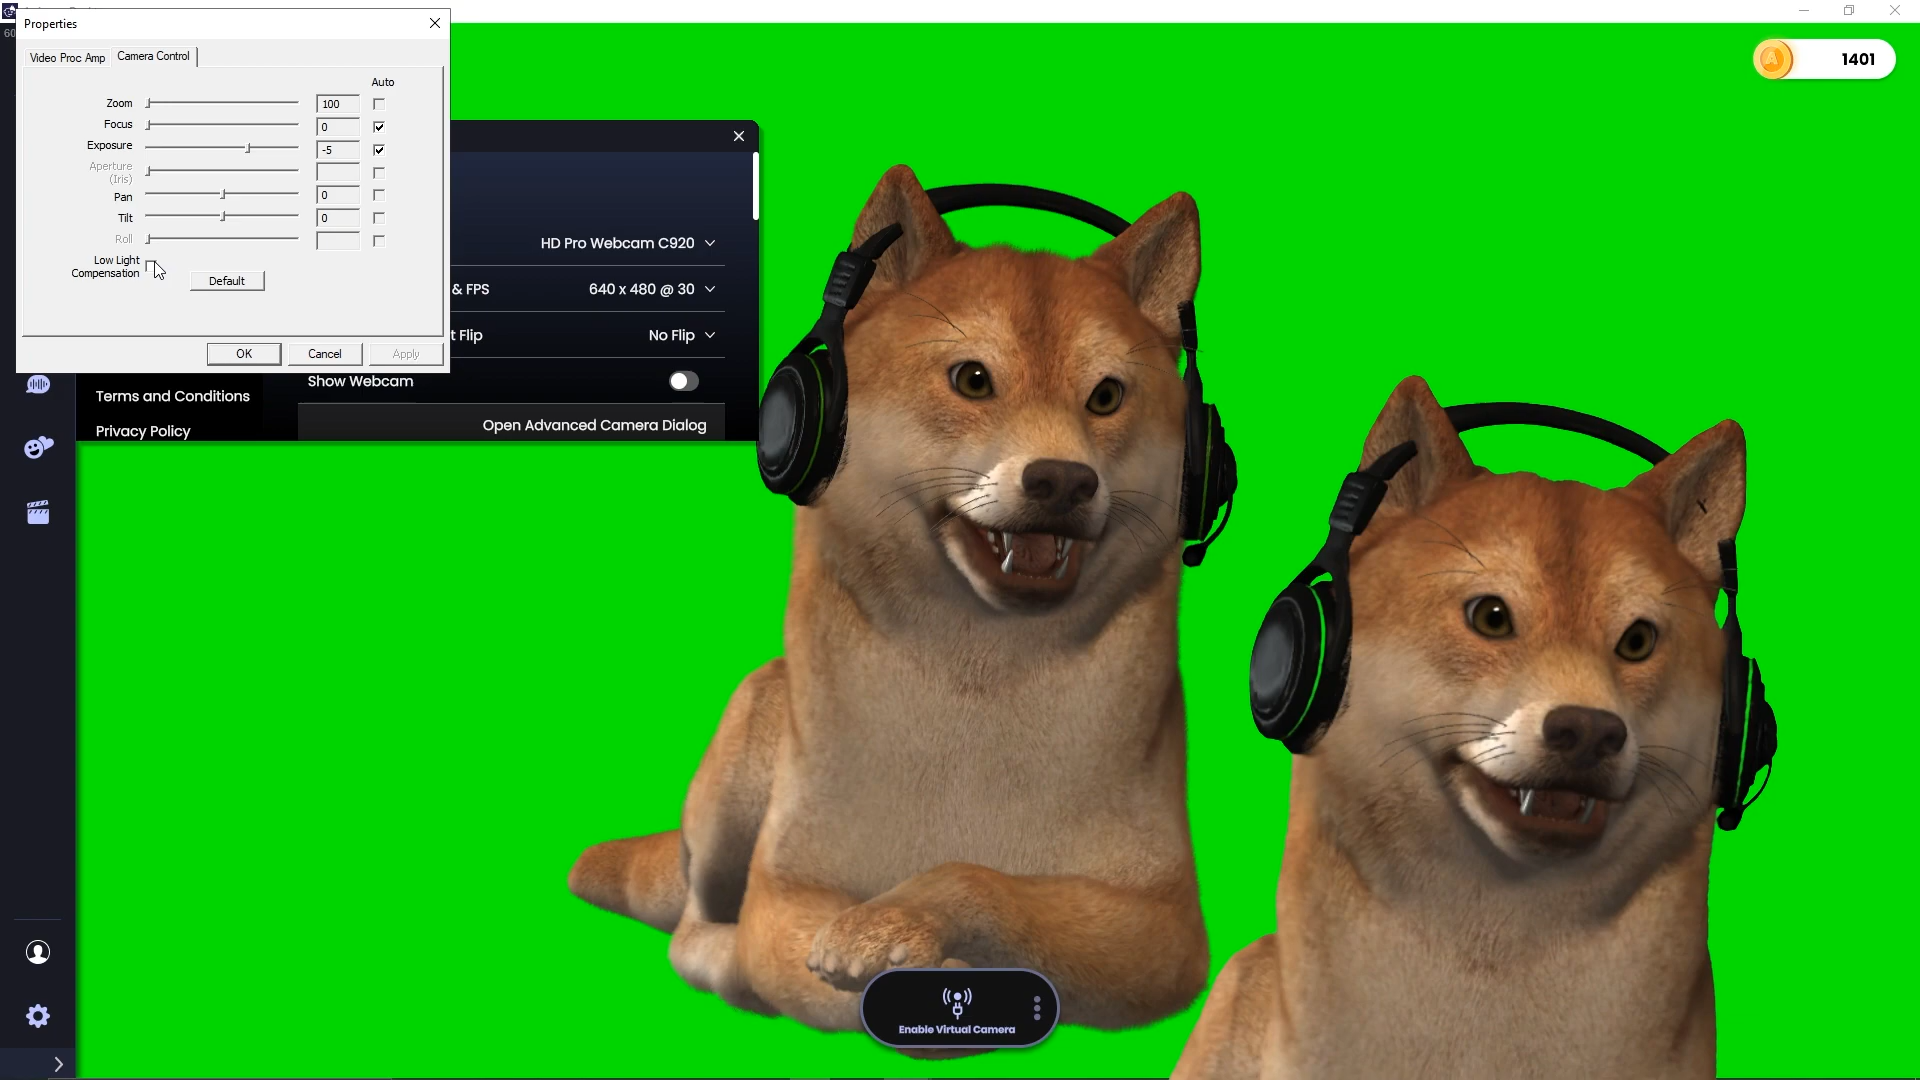 Properties
Video Proc Amp
Camera Control
60
1401
Auto
Zoom
100
Focus
0
Exposure
-5
Aperture
(Iris)
Pan
0
Tilt
0
Roll
Low Light
Compensation
Default
OK
Cancel
Apply
HD Pro Webcam C920
& FPS
640 x 480 @ 30
t Flip
No Flip
Show Webcam
Open Advanced Camera Dialog
Terms and Conditions
Privacy Policy
Enable Virtual Camera